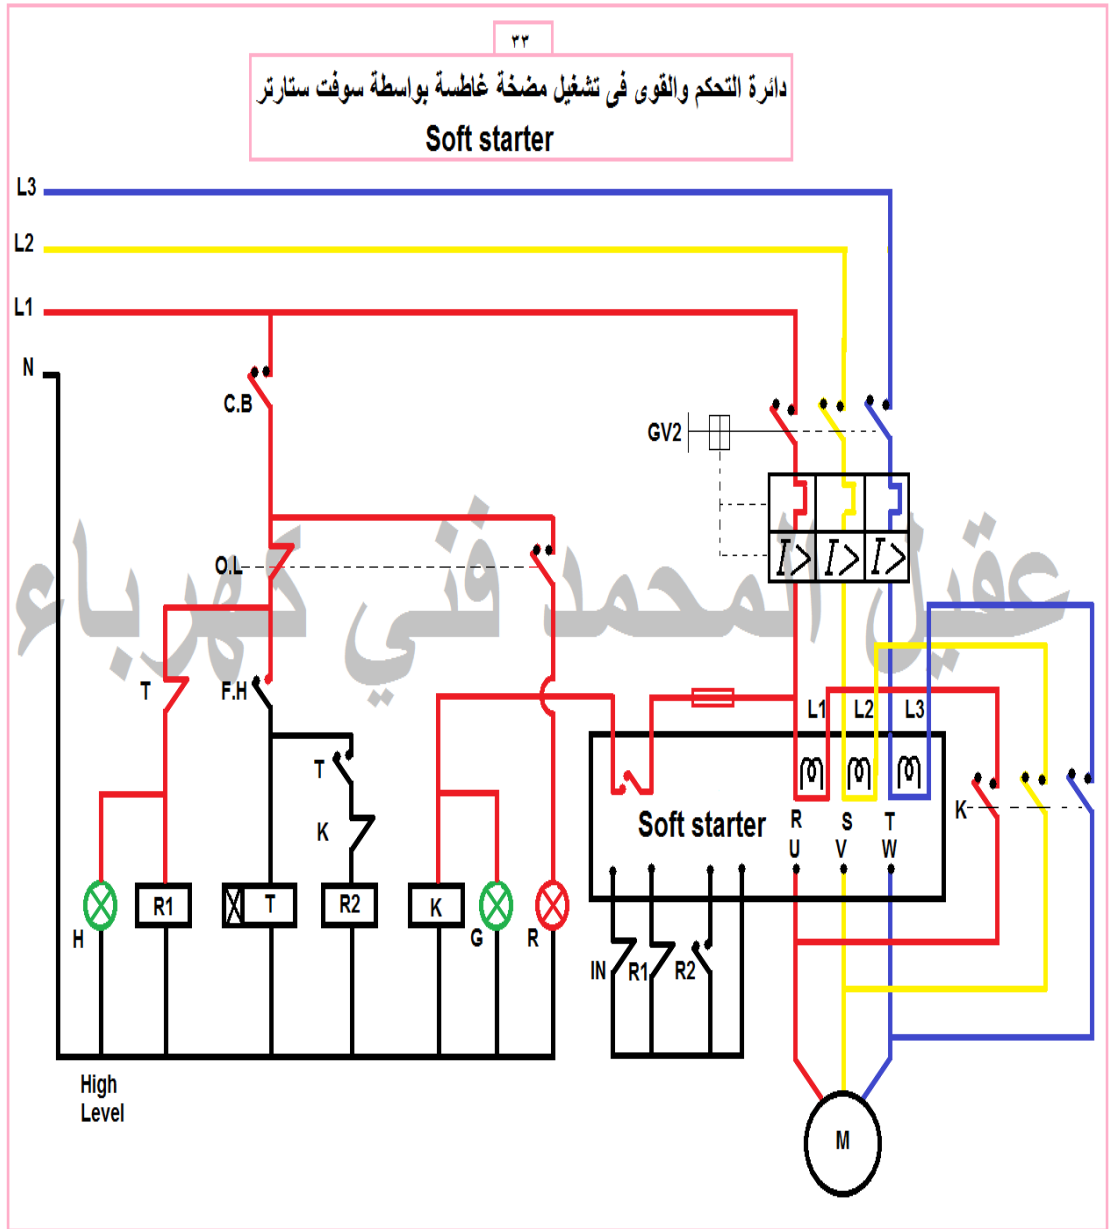 ٣٣
دائرة التحكم والقوى فى تشغيل مضخة غاطسة بواسطة سوفت ستارتر
Soft starter
L3
L2
L1
N
C.B
GV2
I> I> I>
O.L
عقيل المحمد فني كهرباء
T F.H
L1 L2 L3
T
K
Soft starter
R S T
U V W
K
H R1 T R2 K G R
IN R1 R2
High
Level
M